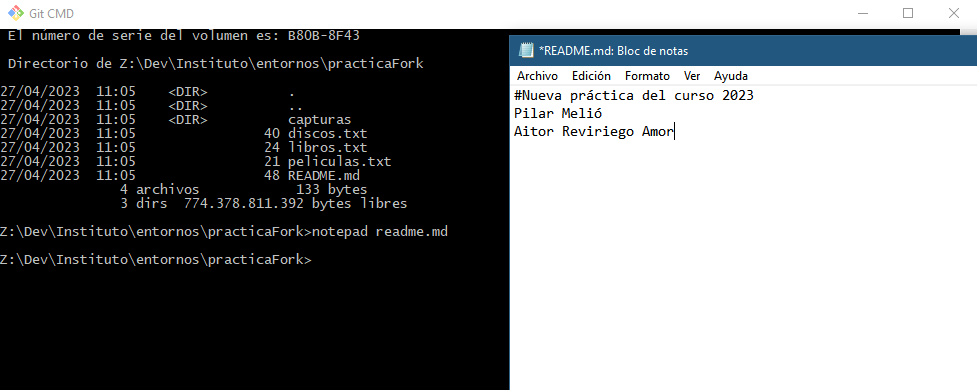 Git CMD
El número de serie del volumen es: B80B-8F43
Directorio de Z:\Dev\Instituto\entornos\practicaFork
27/04/2023  11:05    <DIR>          .
27/04/2023  11:05    <DIR>          ..
27/04/2023  11:05    <DIR>          capturas
27/04/2023  11:05                40 discos.txt
27/04/2023  11:05                24 libros.txt
27/04/2023  11:05                21 peliculas.txt
27/04/2023  11:05                48 README.md
4 archivos            133 bytes
3 dirs  774.378.811.392 bytes libres
Z:\Dev\Instituto\entornos\practicaFork>notepad readme.md
Z:\Dev\Instituto\entornos\practicaFork>
*README.md: Bloc de notas
Archivo Edición Formato Ver Ayuda
#Nueva práctica del curso 2023
Pilar Melió
Aitor Reviriego Amor